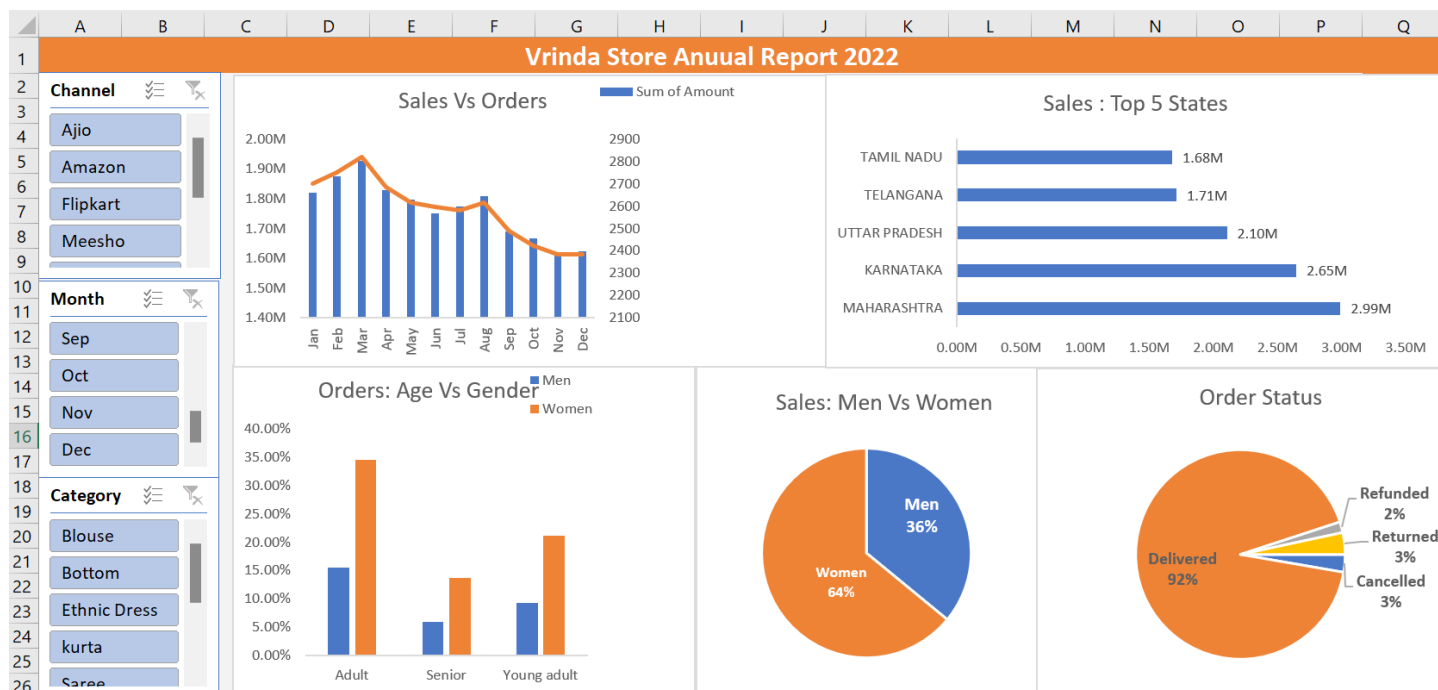 A B C D E F G H I J K L M N O P Q
1 Vrinda Store Anuual Report 2022
2
3
4
5
6
7
8
9
10
11
12
13
14
15
16
17
18
19
20
21
22
23
24
25
26
Channel
Ajio
Amazon
Flipkart
Meesho
Month
Sep
Oct
Nov
Dec
Category
Blouse
Bottom
Ethnic Dress
kurta
Saree
Sales Vs Orders
Sum of Amount
2.00M
1.90M
1.80M
1.70M
1.60M
1.50M
1.40M
2900
2800
2700
2600
2500
2400
2300
2200
2100
Jan Feb Mar Apr May Jun Jul Aug Sep Oct Nov Dec
Sales : Top 5 States
TAMIL NADU 1.68M
TELANGANA 1.71M
UTTAR PRADESH 2.10M
KARNATAKA 2.65M
MAHARASHTRA 2.99M
0.00M 0.50M 1.00M 1.50M 2.00M 2.50M 3.00M 3.50M
Orders: Age Vs Gender
Men
Women
40.00%
35.00%
30.00%
25.00%
20.00%
15.00%
10.00%
5.00%
0.00%
Adult Senior Young adult
Sales: Men Vs Women
Men
36%
Women
64%
Order Status
Refunded
2%
Returned
3%
Cancelled
3%
Delivered
92%